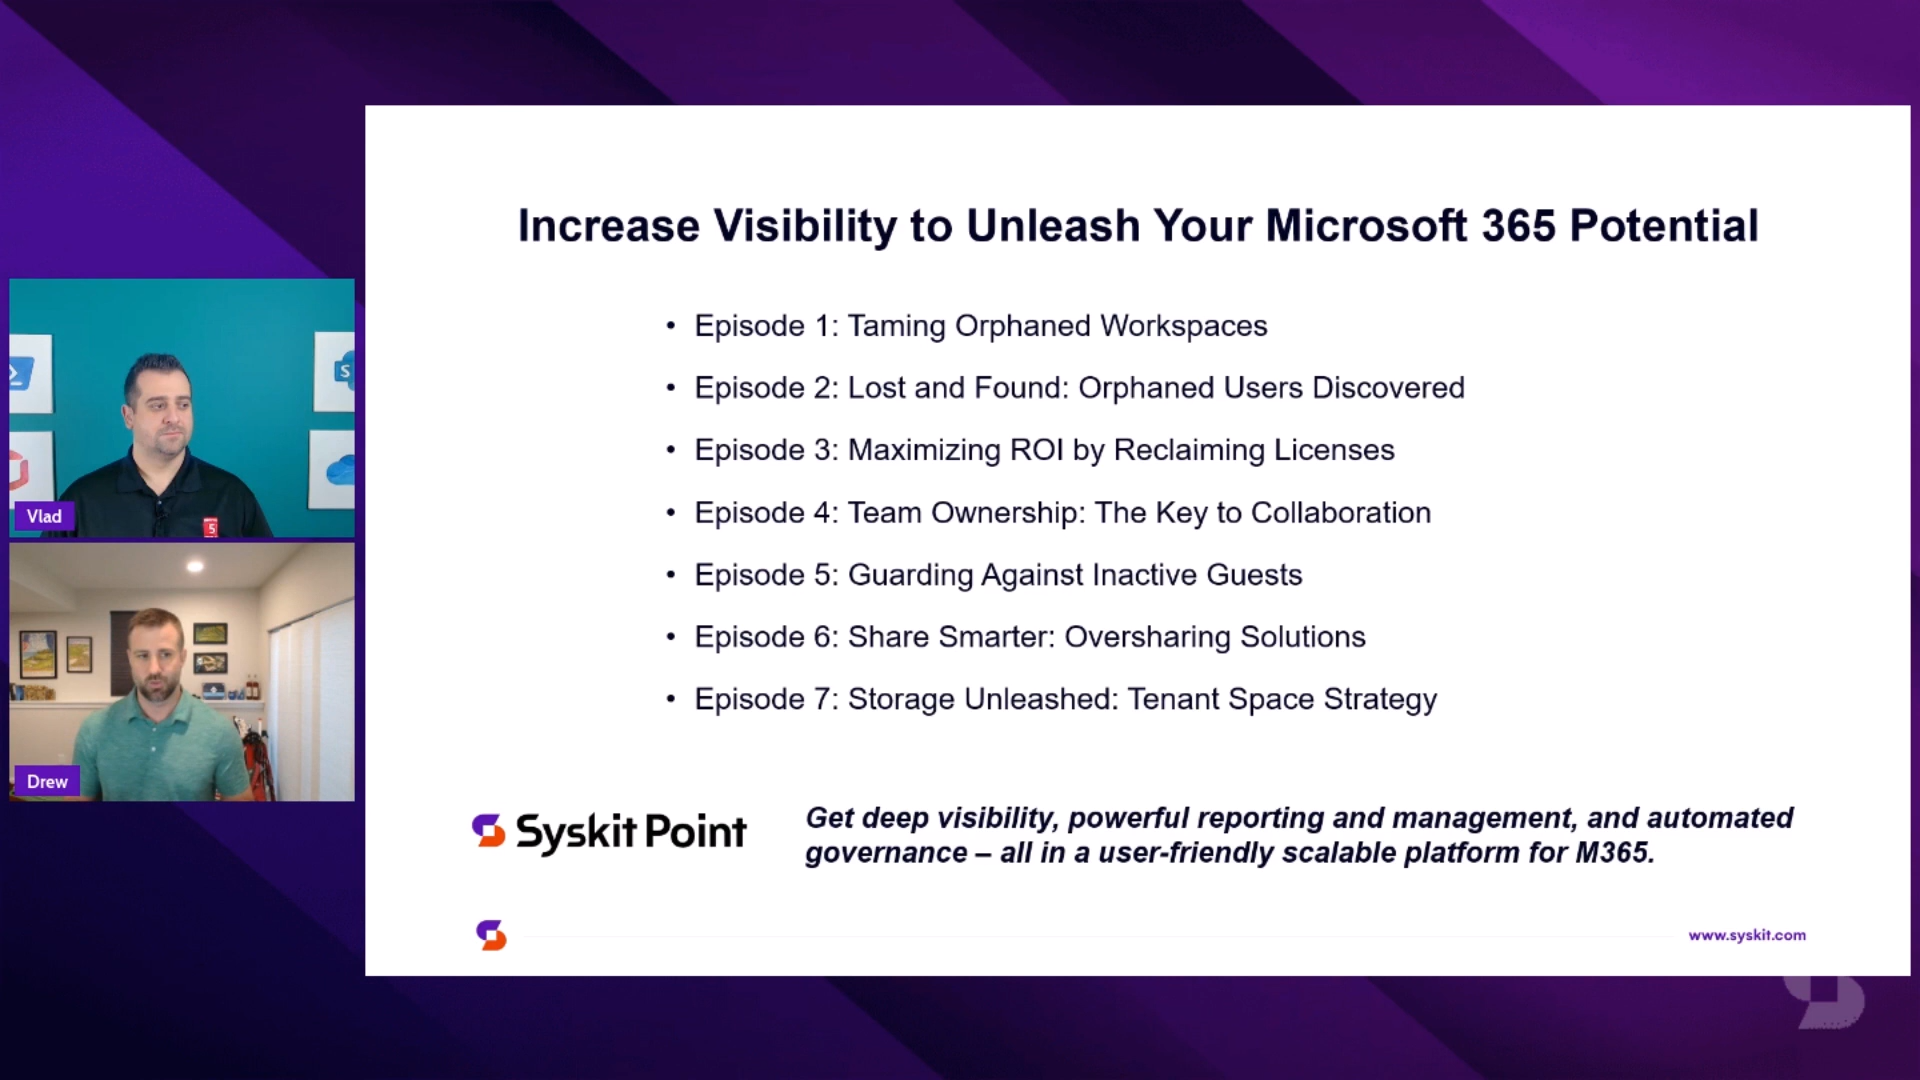 Increase Visibility to Unleash Your Microsoft 365 Potential
• Episode 1: Taming Orphaned Workspaces
• Episode 2: Lost and Found: Orphaned Users Discovered
• Episode 3: Maximizing ROI by Reclaiming Licenses
• Episode 4: Team Ownership: The Key to Collaboration
• Episode 5: Guarding Against Inactive Guests
• Episode 6: Share Smarter: Oversharing Solutions
• Episode 7: Storage Unleashed: Tenant Space Strategy
Syskit Point
Get deep visibility, powerful reporting and management, and automated
governance – all in a user-friendly scalable platform for M365.
www.syskit.com
S
5
Vlad
Drew